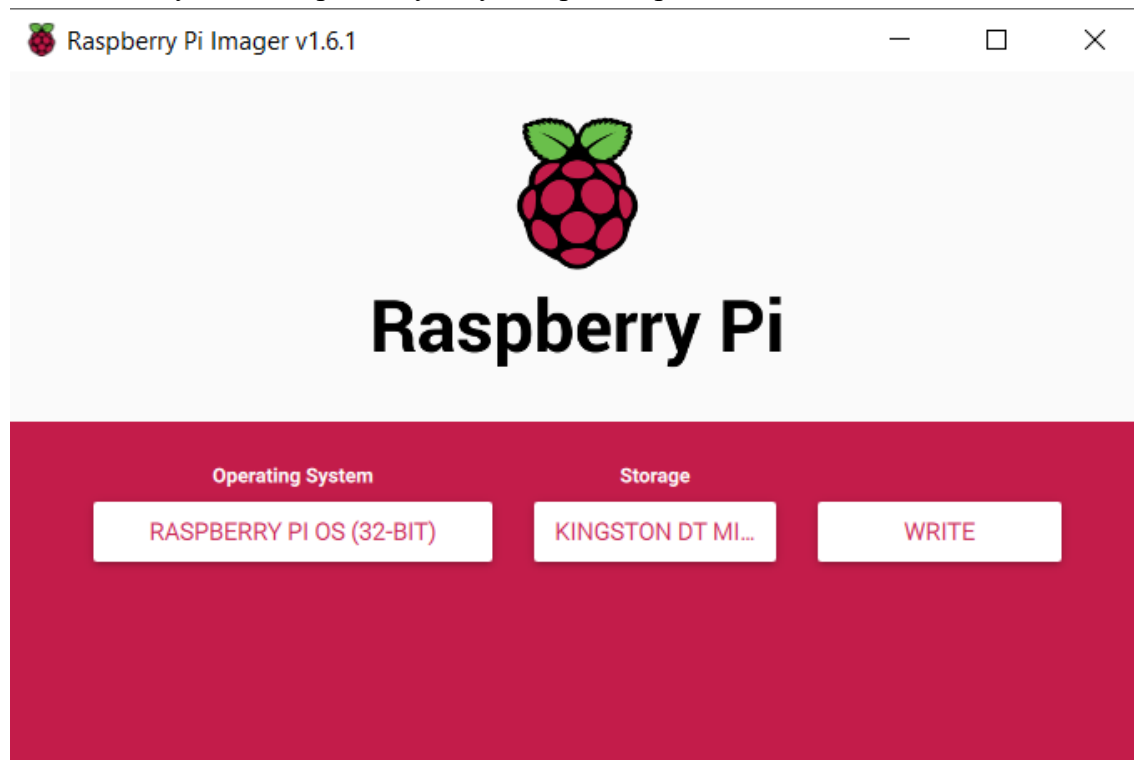 Raspberry Pi Imager v1.6.1
Raspberry Pi
Operating System
Storage
RASPBERRY PI OS (32-BIT)
KINGSTON DT MI...
WRITE